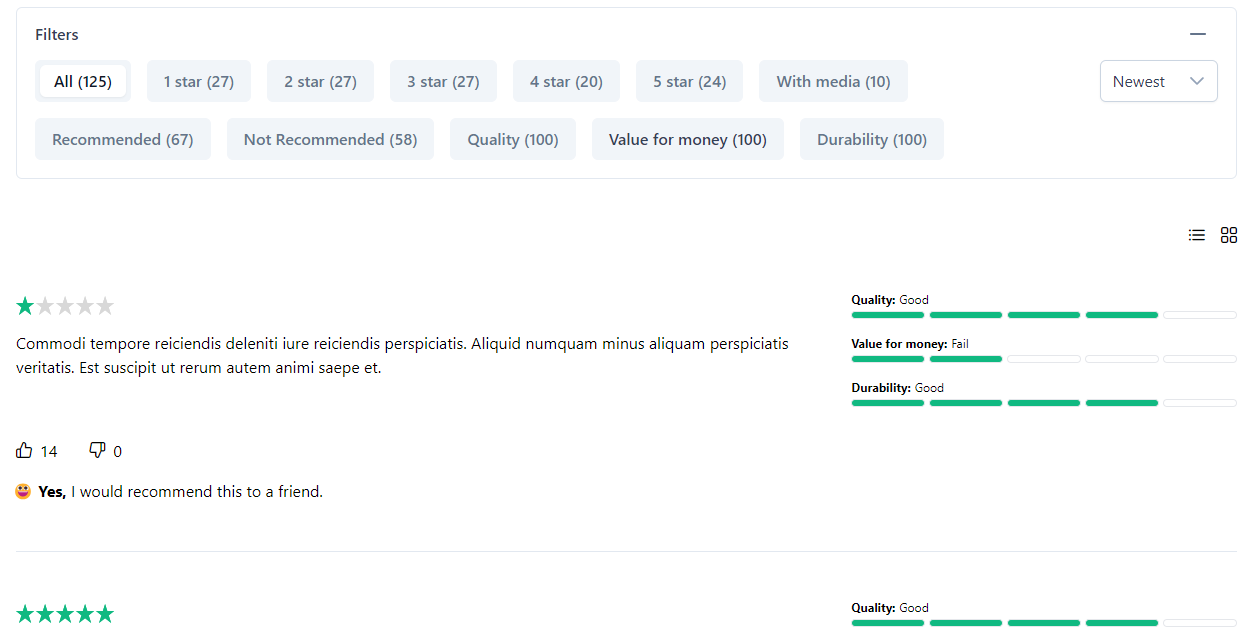 Filters
All (125) 1 star (27) 2 star (27) 3 star (27) 4 star (20) 5 star (24) With media (10) Newest
Recommended (67) Not Recommended (58) Quality (100) Value for money (100) Durability (100)
Quality: Good
Commodi tempore reiciendis deleniti iure reiciendis perspiciatis. Aliquid numquam minus aliquam perspiciatis
veritatis. Est suscipit ut rerum autem animi saepe et.
Value for money: Fail
Durability: Good
14 0
Yes, I would recommend this to a friend.
Quality: Good